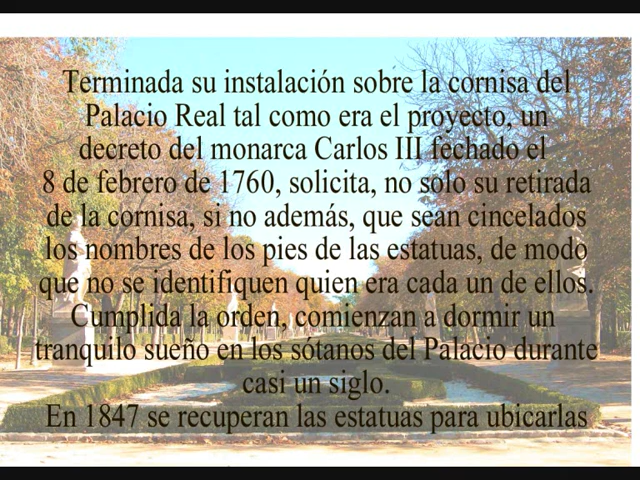 Terminada su instalación sobre la cornisa del
Palacio Real tal como era el proyecto, un
decreto del monarca Carlos III fechado el
8 de febrero de 1760, solicita, no solo su retirada
de la cornisa, si no además, que sean cincelados
los nombres de los pies de las estatuas, de modo
que no se identifiquen quien era cada un de ellos.
Cumplida la orden, comienzan a dormir un
tranquilo sueño en los sótanos del Palacio durante
casi un siglo.
En 1847 se recuperan las estatuas para ubicarlas